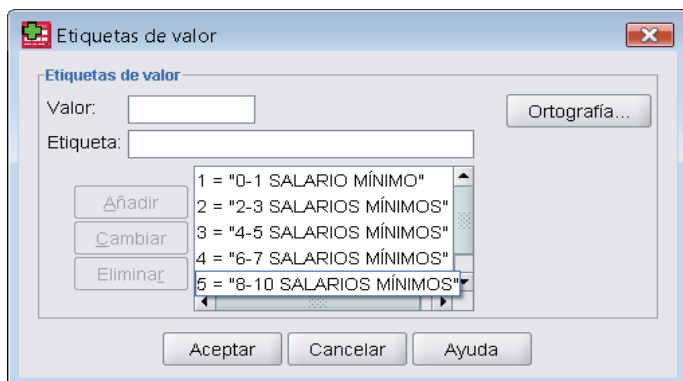 Etiquetas de valor
Etiquetas de valor
Valor:
Ortografía...
Etiqueta:
1 = "0-1 SALARIO MÍNIMO"
Añadir
2 = "2-3 SALARIOS MÍNIMOS"
3 = "4-5 SALARIOS MÍNIMOS"
Cambiar
4 = "6-7 SALARIOS MÍNIMOS"
Eliminar
5 = "8-10 SALARIOS MÍNIMOS"
Aceptar
Cancelar
Ayuda